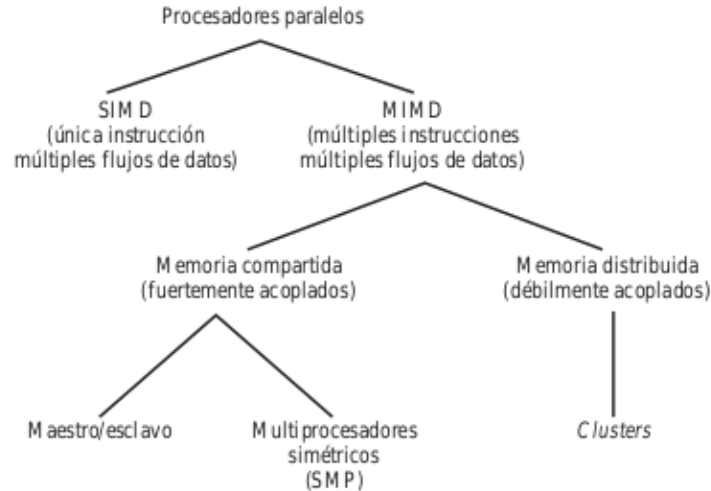 Procesadores paralelos
SIMD
(única instrucción
múltiples flujos de datos)
MIMD
(múltiples instrucciones
múltiples flujos de datos)
Memoria compartida
(fuertemente acoplados)
Memoria distribuida
(débilmente acoplados)
Maestro/esclavo
Multiprocesadores
simétricos
(SMP)
Clusters